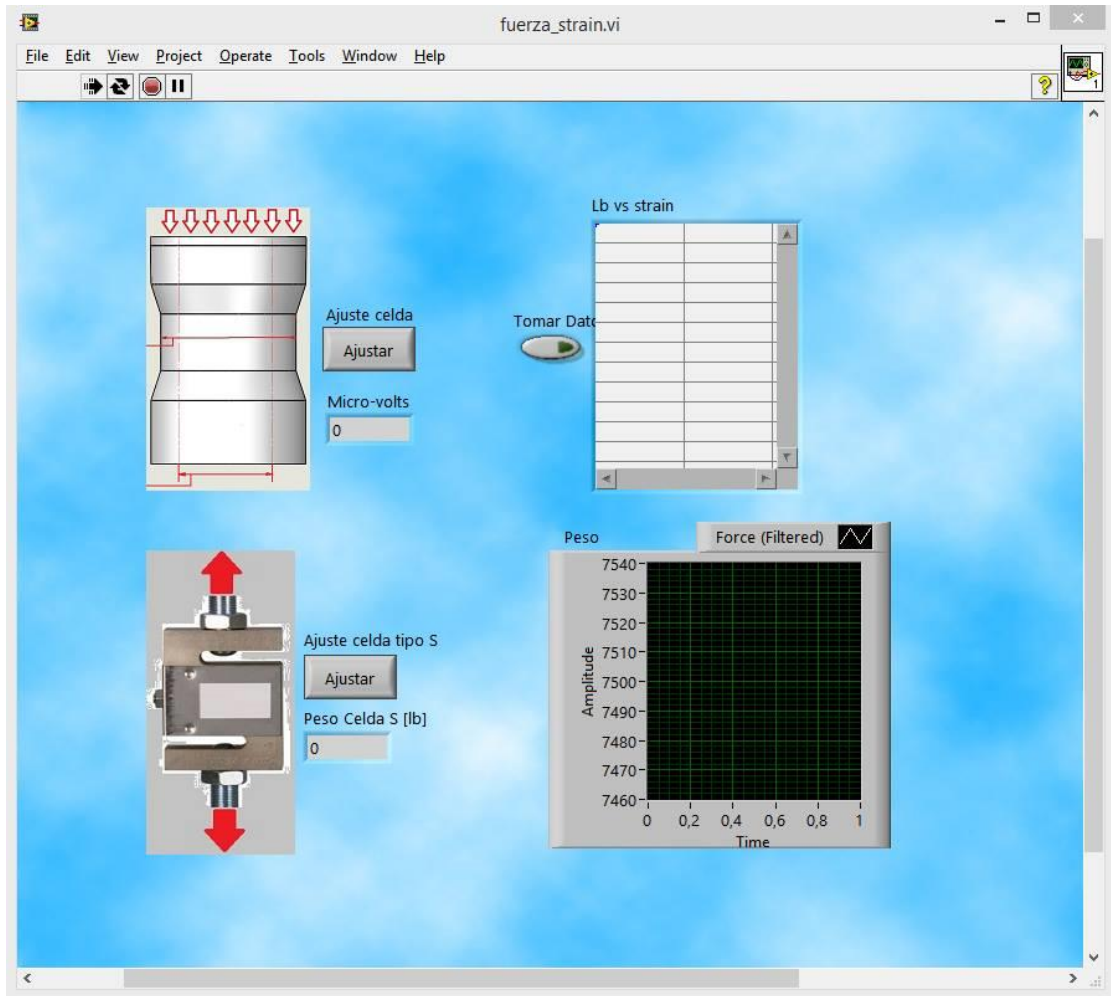 fuerza_strain.vi
File Edit View Project Operate Tools Window Help
1
Lb vs strain
Ajuste celda
Ajustar
Tomar Dato
Micro-volts
0
Peso
Force (Filtered)
7540
7530
7520
7510
7500
7490
7480
7470
7460
Amplitude
0 0,2 0,4 0,6 0,8 1
Time
Ajuste celda tipo S
Ajustar
Peso Celda S [lb]
0